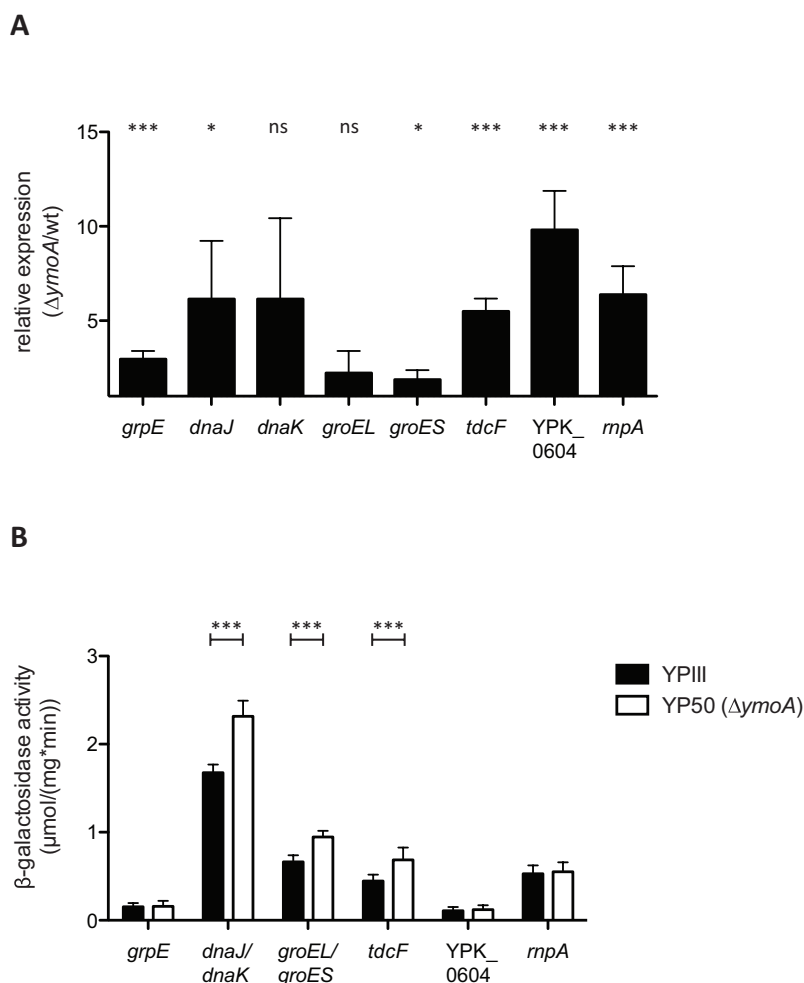 A
*** * ns ns * *** *** ***
15
10
5
relative expression
(ΔymoA/wt)
grpE dnaJ dnaK groEL groES tdcF YPK_ rnpA
0604
B
*** *** ***
3
2
1
0
β-galactosidase activity
(μmol/(mg*min))
YPIII
YP50 (ΔymoA)
grpE dnaJ/ groEL/ tdcF YPK_ rnpA
dnaK groES 0604